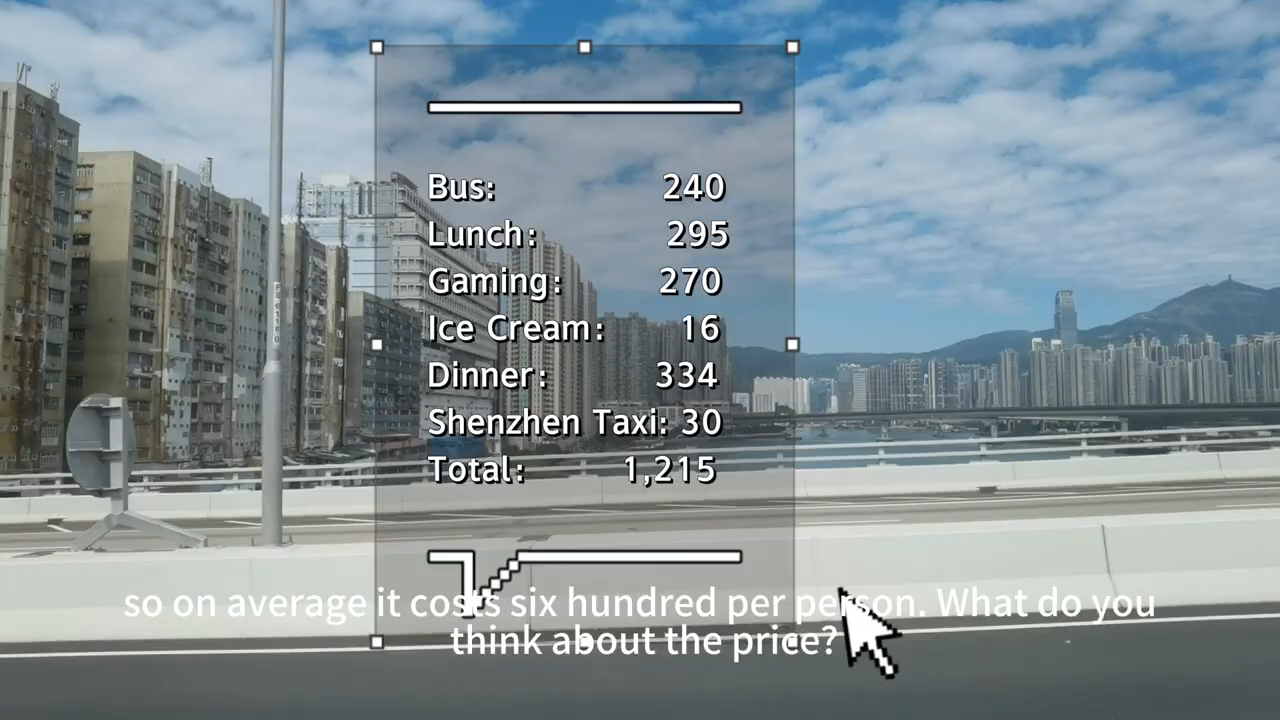 Bus: 240
Lunch: 295
Gaming: 270
Ice Cream: 16
Dinner: 334
Shenzhen Taxi: 30
Total: 1,215
so on average it costs six hundred per person. What do you
think about the price?